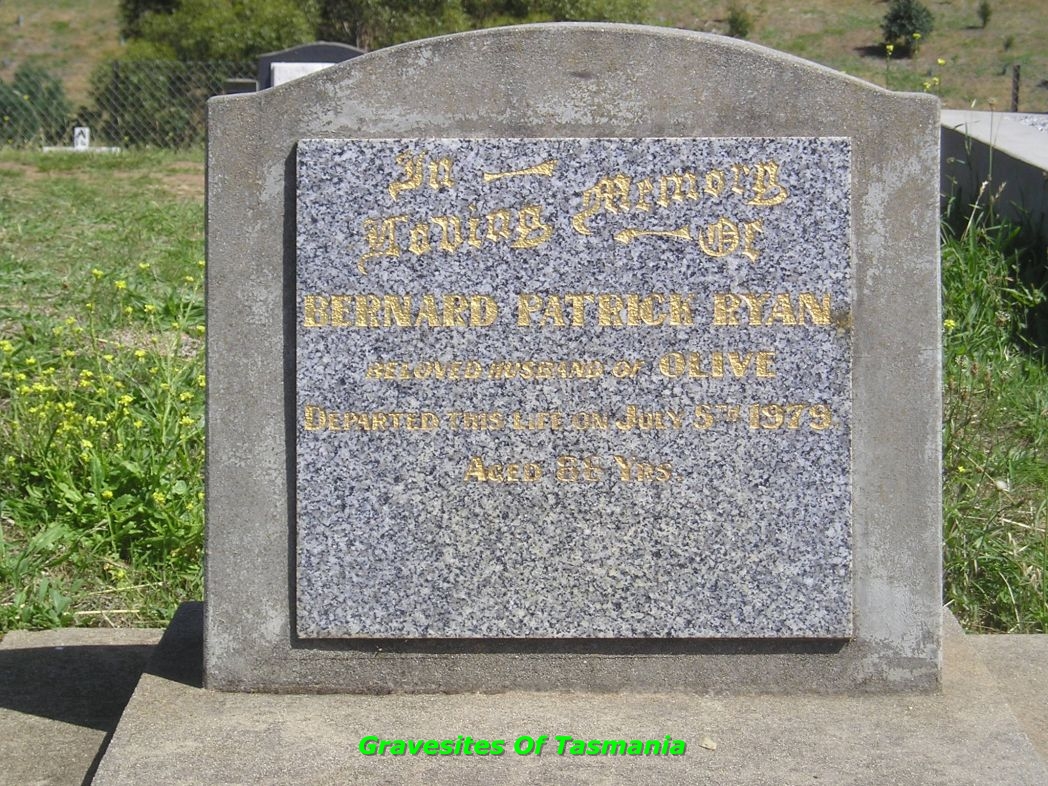 In
Loving Memory
Of
BERNARD PATRICK RYAN
BELOVED HUSBAND OF OLIVE
DEPARTED THIS LIFE ON JULY 5TH 1979
AGED 88 YRS.
Gravesites Of Tasmania